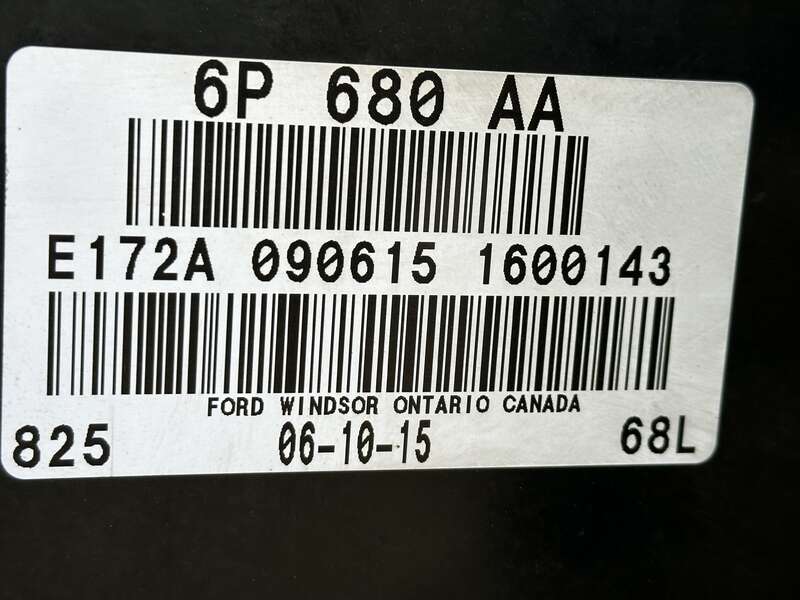 6P 680 AA
E172A 090615 1600143
FORD WINDSOR ONTARIO CANADA
825 06-10-15 68L